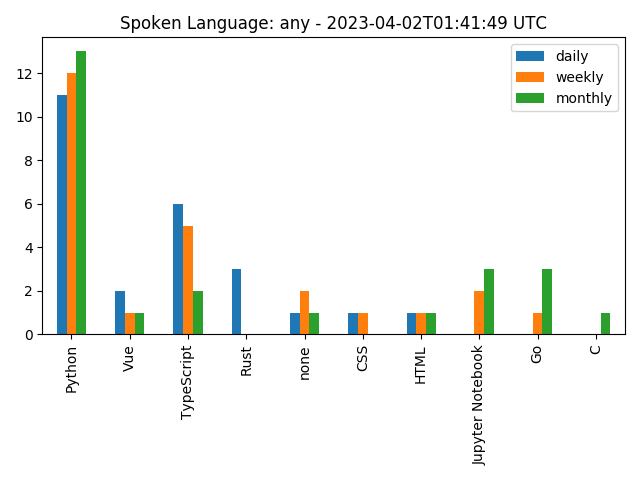 Spoken Language: any - 2023-04-02T01:41:49 UTC
daily
weekly
monthly
12
10
8
6
4
2
0
Python
Vue
TypeScript
Rust
none
CSS
HTML
Jupyter Notebook
Go
C